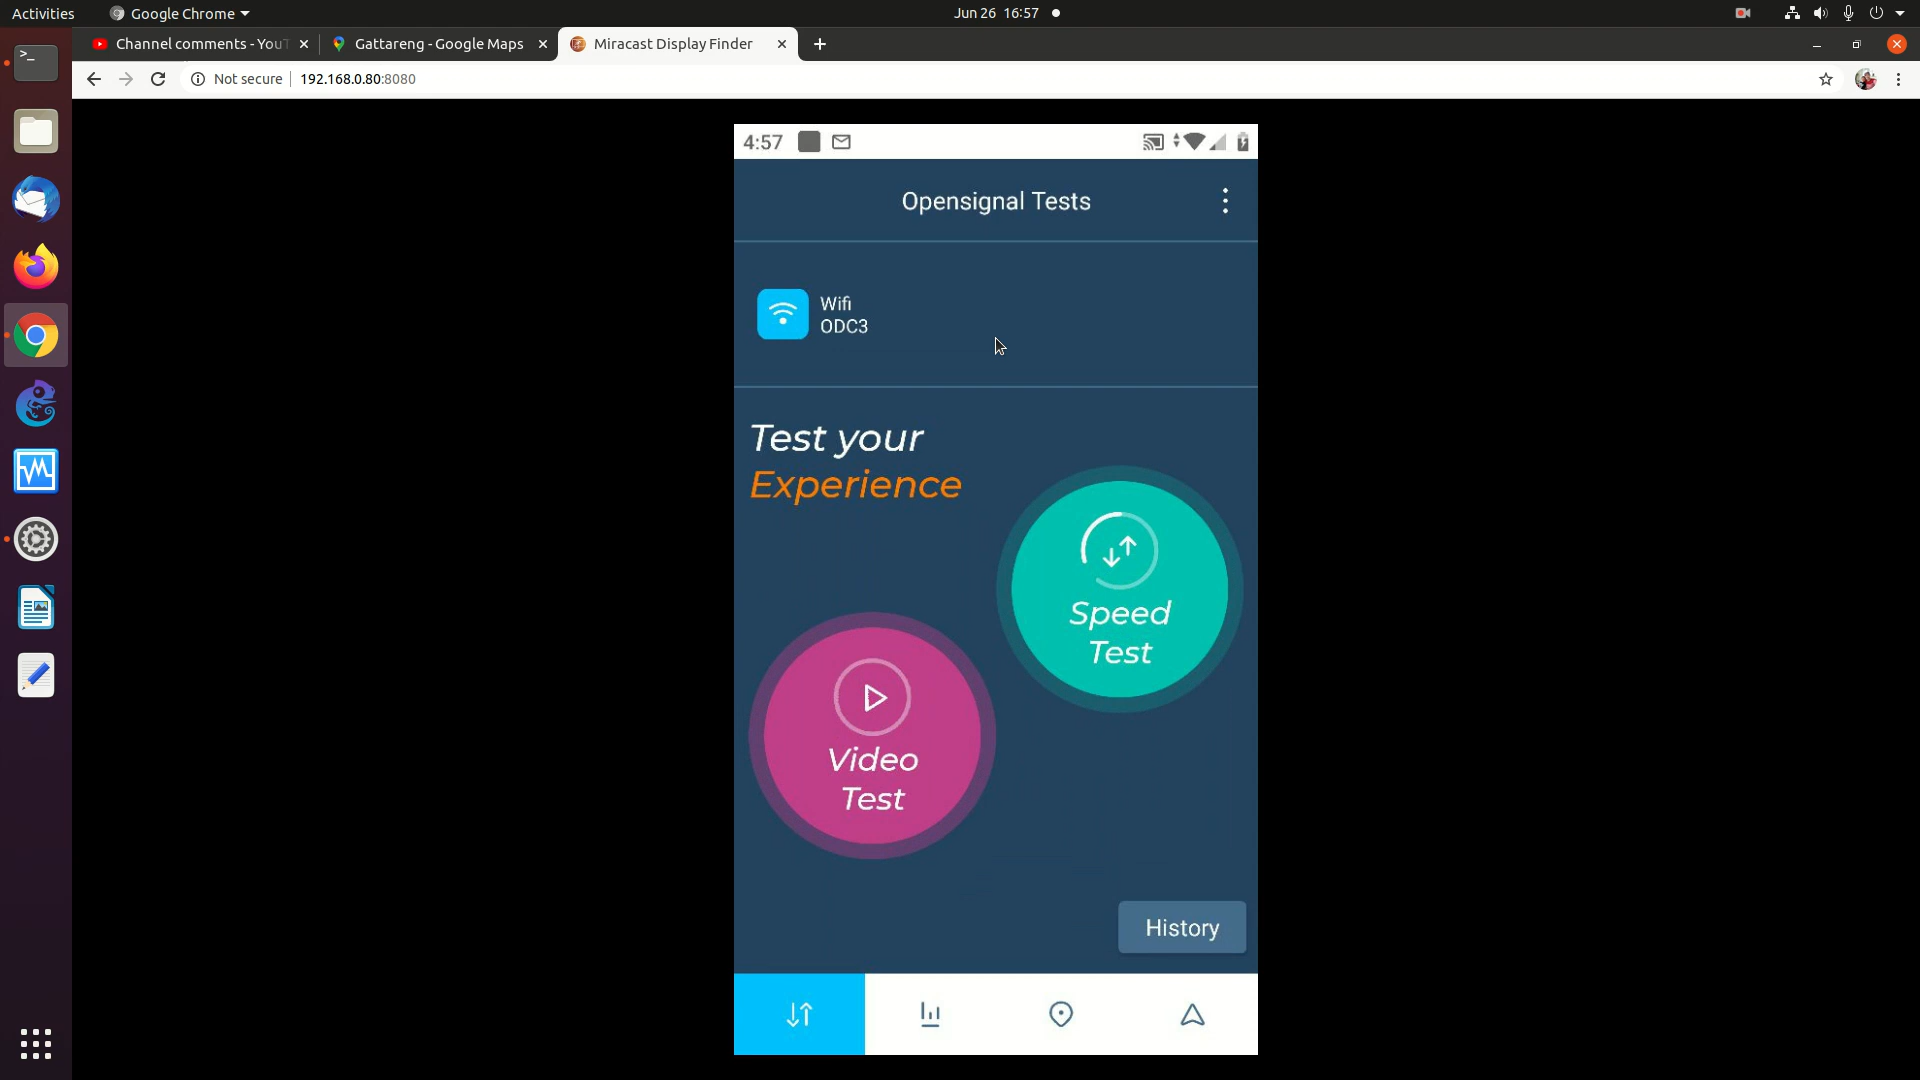 Activities
Google Chrome
Jun 26 16:57
Channel comments - YouT
Gattareng - Google Maps
Miracast Display Finder
Not secure
192.168.0.80:8080
4:57
Opensignal Tests
Wifi
ODC3
Test your
Experience
Speed
Test
Video
Test
History